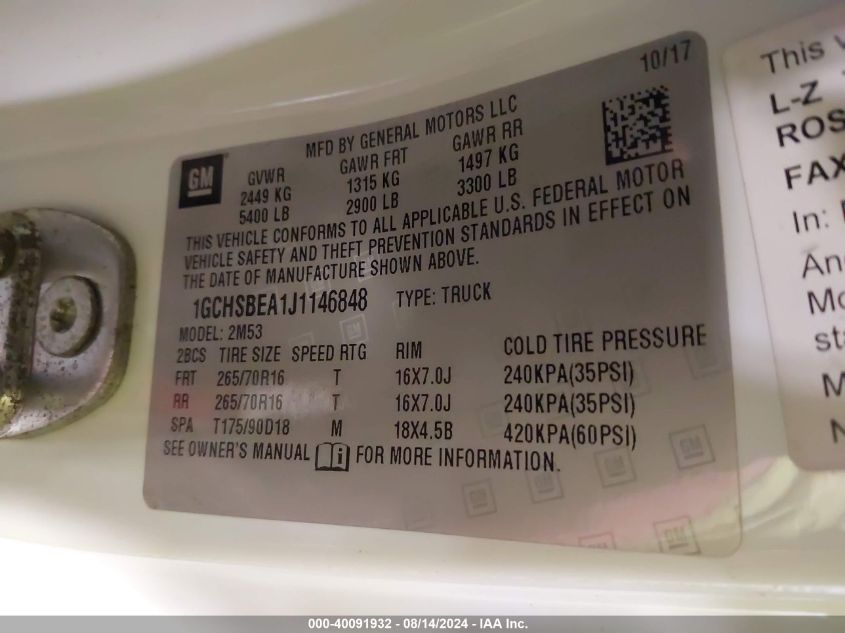 10/17
MFD BY GENERAL MOTORS LLC
GM
GVWR GAWR FRT GAWR RR
2449 KG 1315 KG 1497 KG
5400 LB 2900 LB 3300 LB
THIS VEHICLE CONFORMS TO ALL APPLICABLE U.S. FEDERAL MOTOR
VEHICLE SAFETY AND THEFT PREVENTION STANDARDS IN EFFECT ON
THE DATE OF MANUFACTURE SHOWN ABOVE.
1GCHSBEA1J1146848 TYPE: TRUCK
MODEL: 2M53
2BCS TIRE SIZE SPEED RTG RIM COLD TIRE PRESSURE
FRT 265/70R16 T 16X7.0J 240KPA(35PSI)
RR 265/70R16 T 16X7.0J 240KPA(35PSI)
SPA T175/90D18 M 18X4.5B 420KPA(60PSI)
SEE OWNER'S MANUAL i FOR MORE INFORMATION.
This
L-Z
ROS
FAX
In:
000-40091932 - 08/14/2024 - IAA Inc.